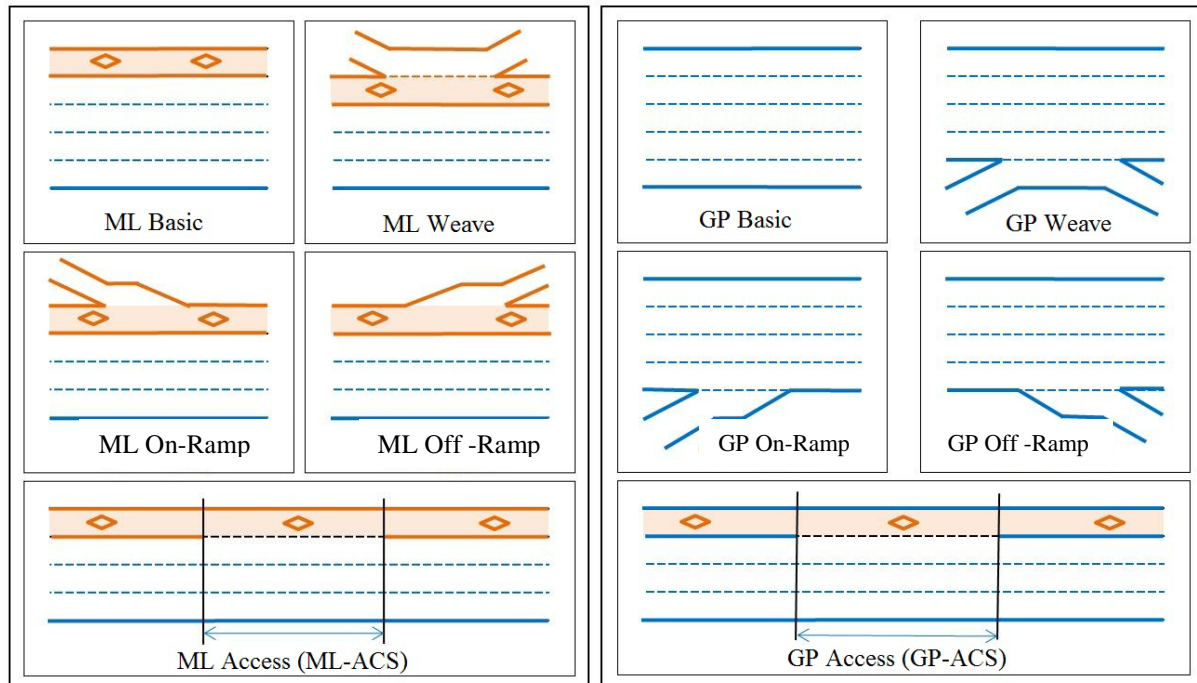 ML Basic
ML Weave
ML On-Ramp
ML Off -Ramp
ML Access (ML-ACS)
GP Basic
GP Weave
GP On-Ramp
GP Off -Ramp
GP Access (GP-ACS)